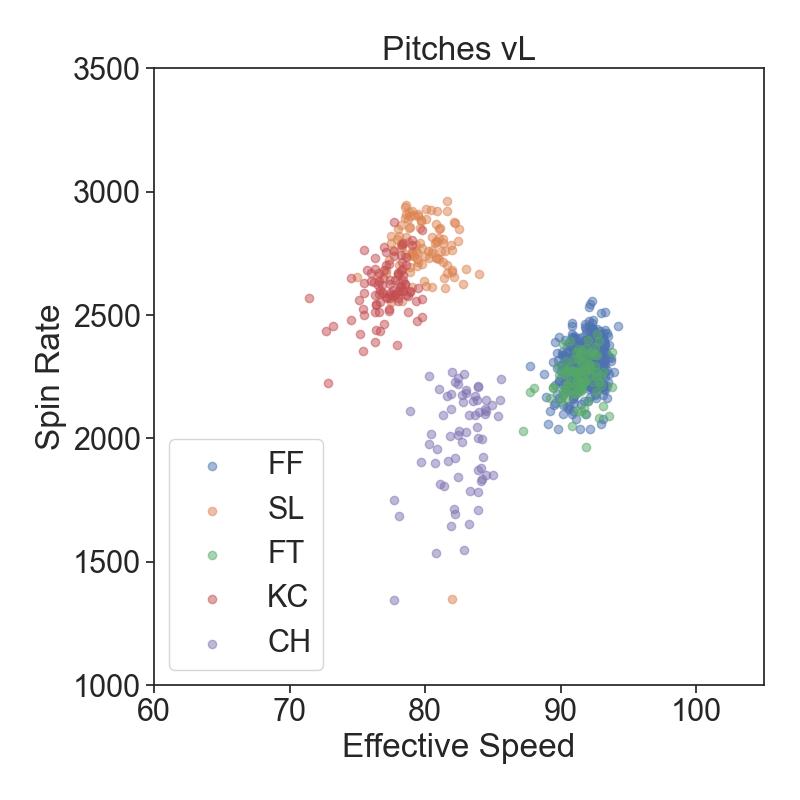 Pitches vL
3500
3000
2500
2000
1500
1000
Spin Rate
FF
SL
FT
KC
CH
60 70 80 90 100
Effective Speed